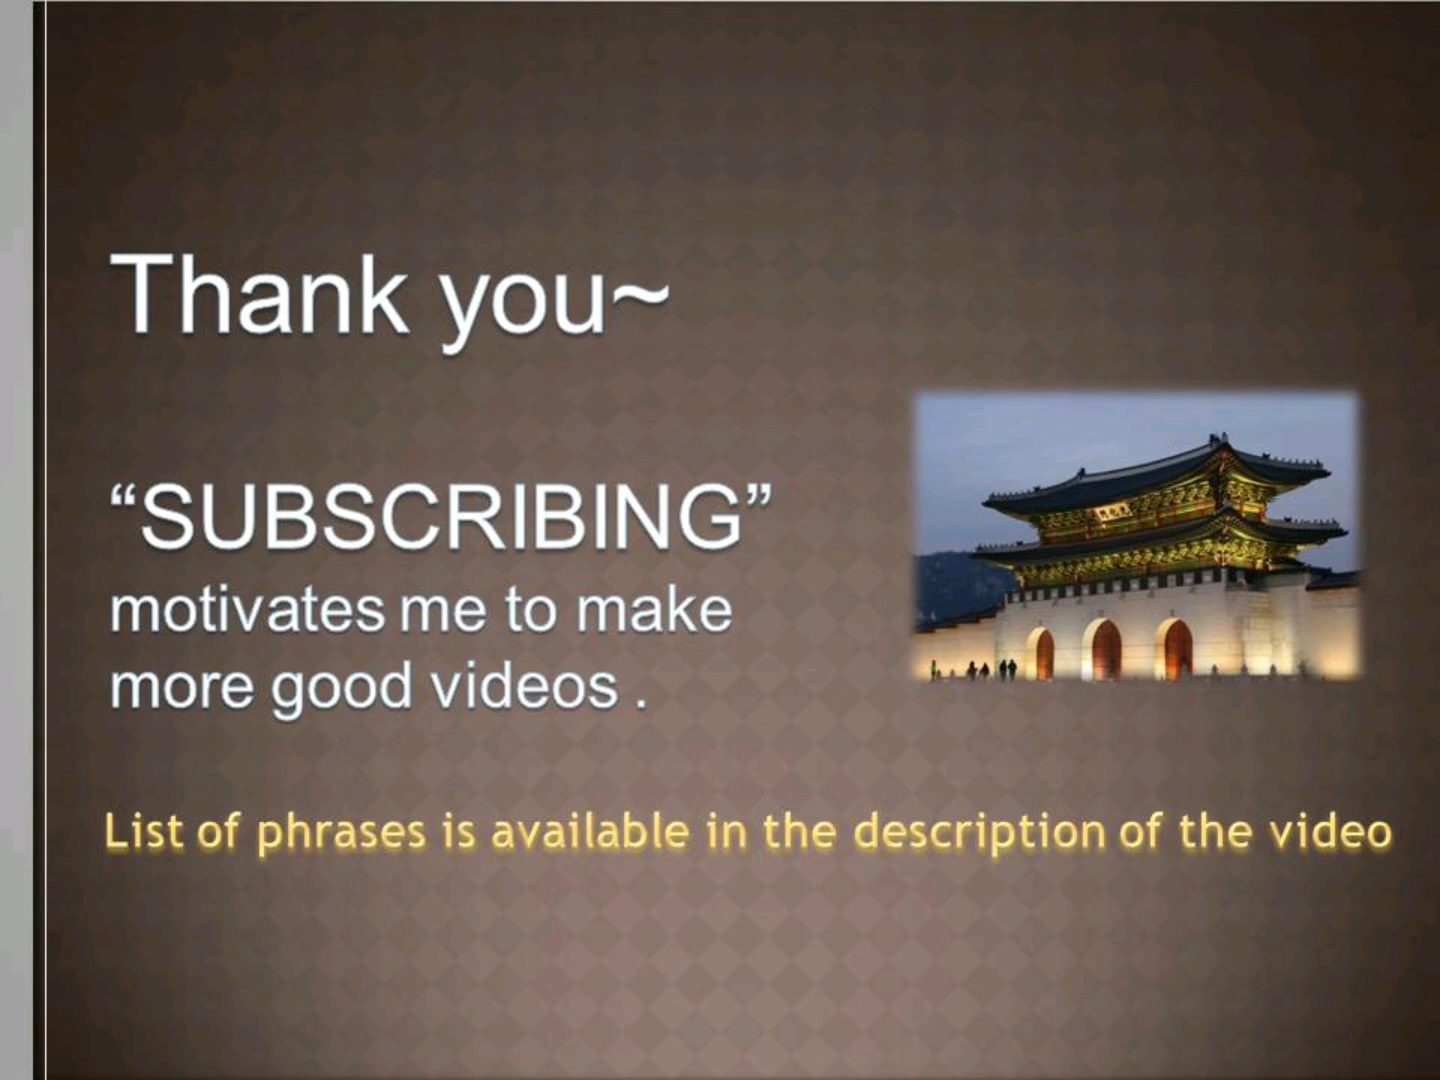 Thank you~
“SUBSCRIBING”
motivates me to make
more good videos .
List of phrases is available in the description of the video